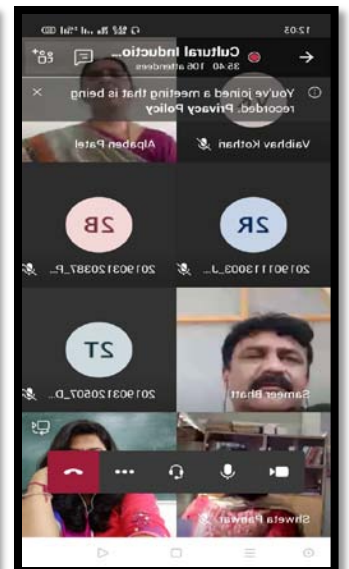 12:03
Cultural Inductio...
35:40 106 attendees
You've joined a meeting that is being
recorded. Privacy Policy
Vaibhav Kothari
Alpaben Patel
2R
2B
201901113003_J...
201903120387_P...
2T
Sameer Bhatt
201903120507_D...
Shweta Panwar